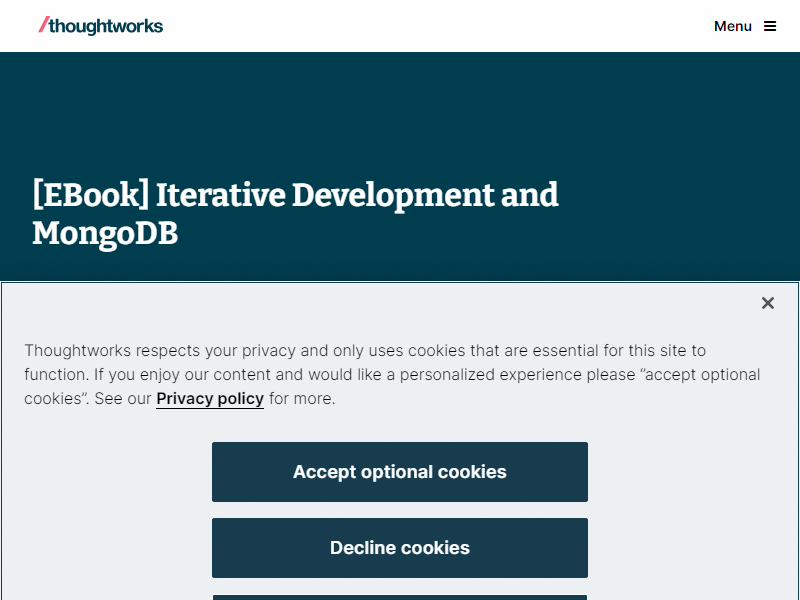 /thoughtworks
Menu
[EBook] Iterative Development and
MongoDB
Thoughtworks respects your privacy and only uses cookies that are essential for this site to
function. If you enjoy our content and would like a personalized experience please “accept optional
cookies”. See our Privacy policy for more.
Accept optional cookies
Decline cookies